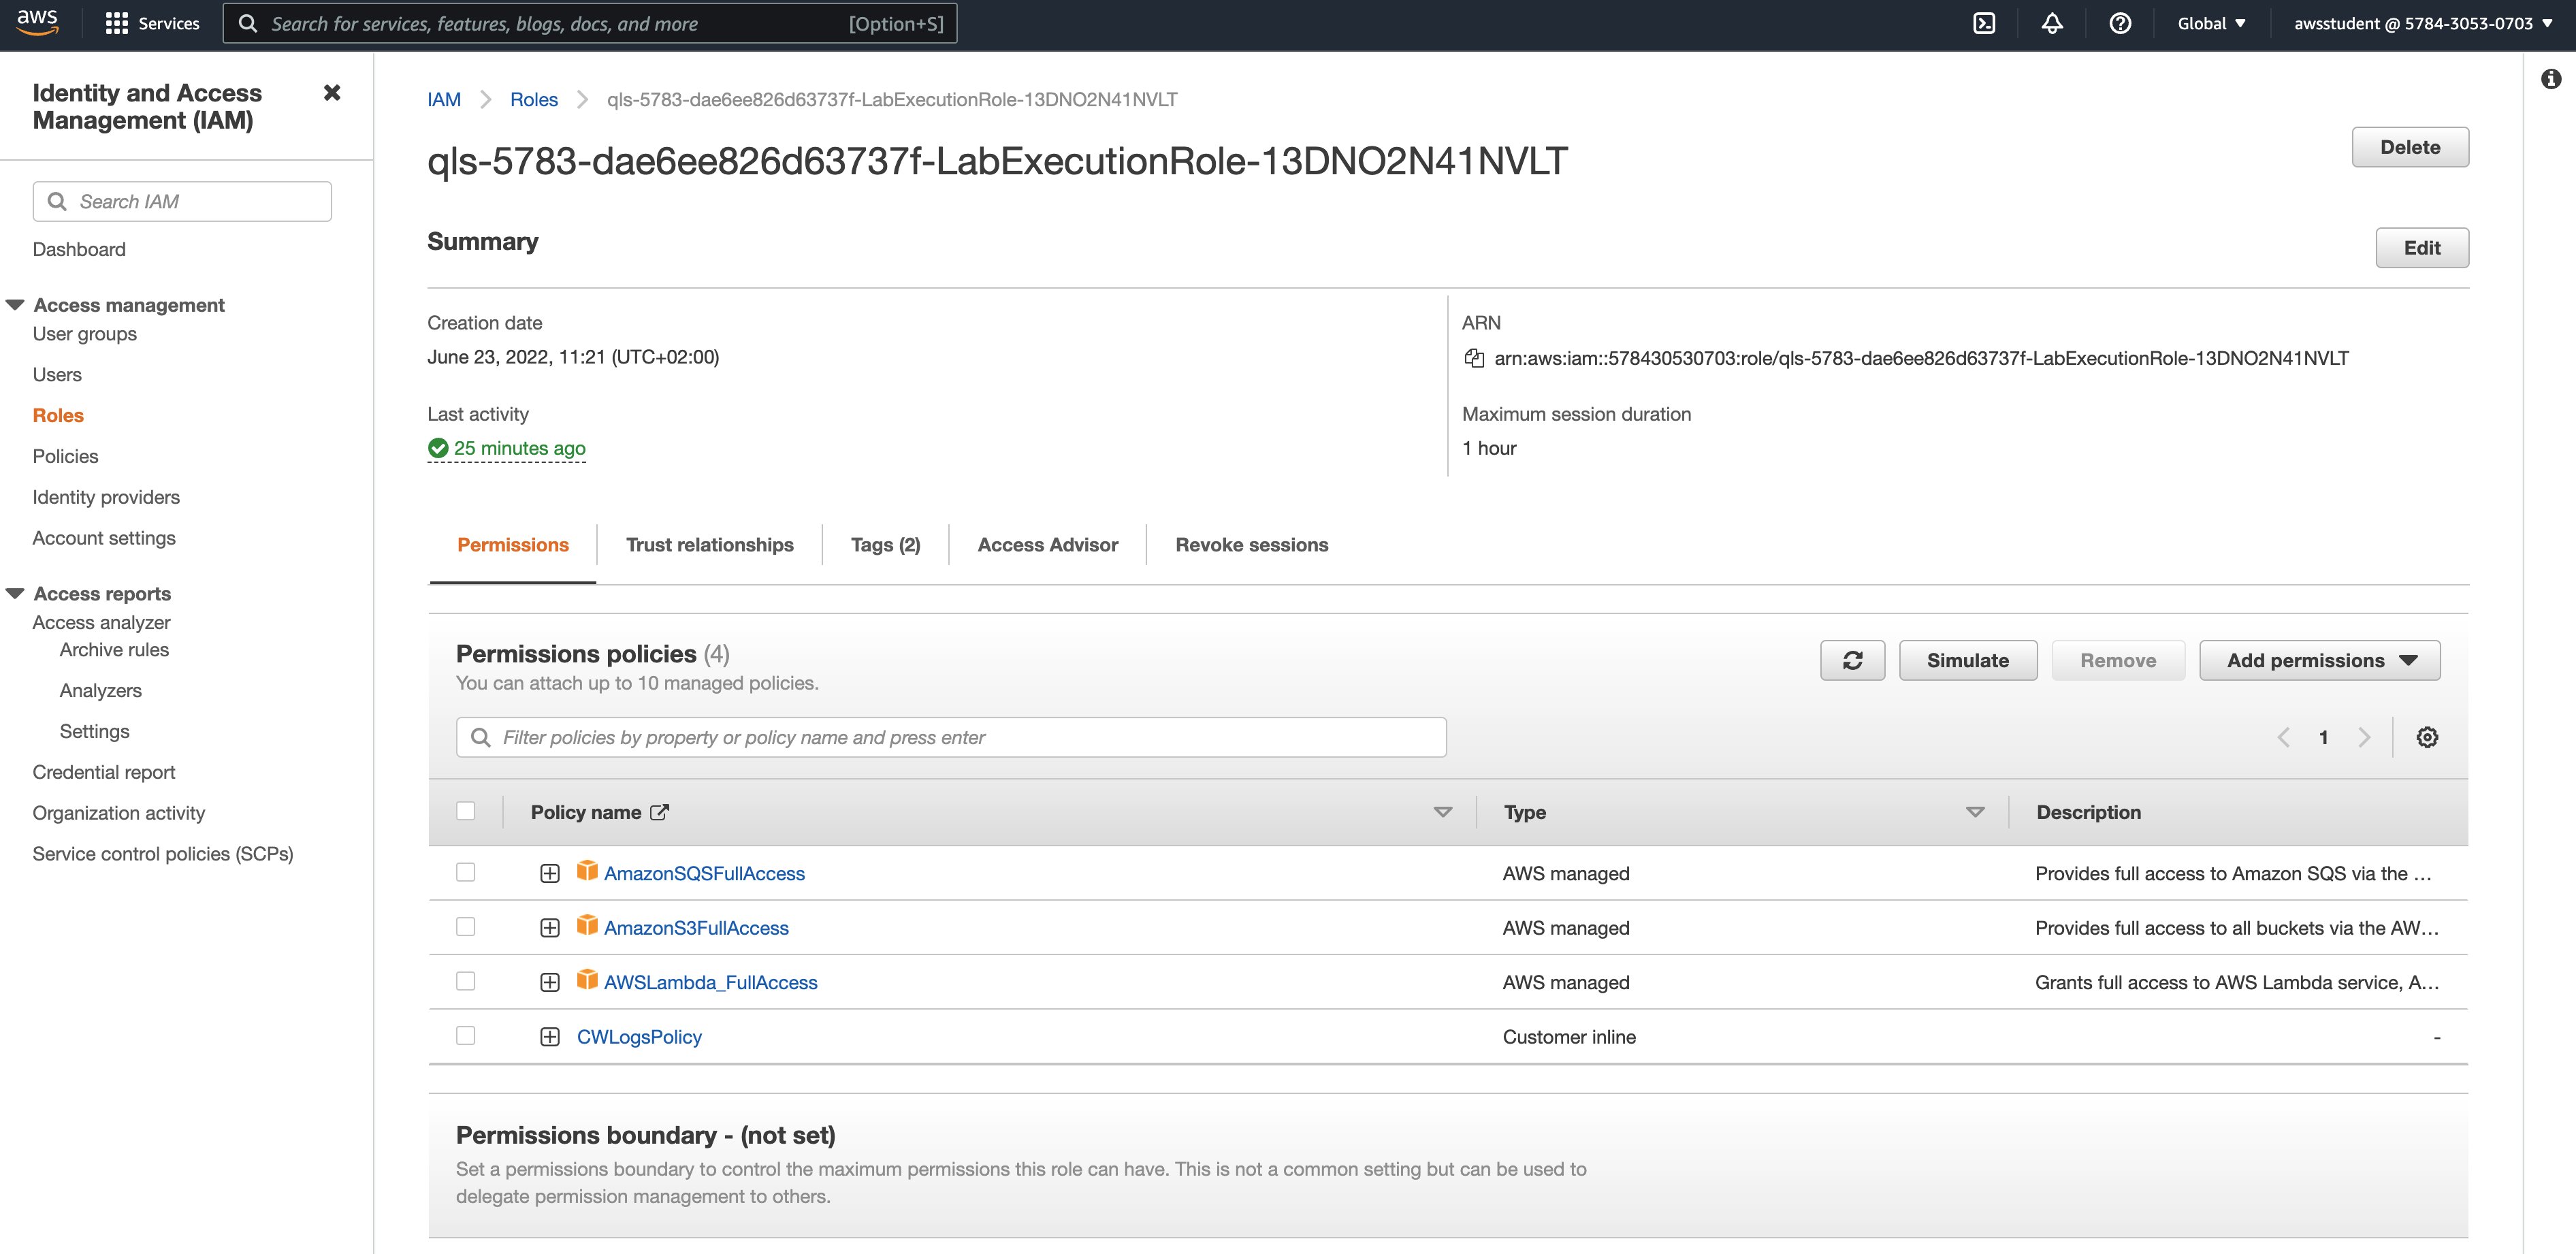 aws
Services
Search for services, features, blogs, docs, and more [Option+S]
Global
awsstudent @ 5784-3053-0703
Identity and Access
Management (IAM)
Search IAM
Dashboard
Access management
User groups
Users
Roles
Policies
Identity providers
Account settings
Access reports
Access analyzer
Archive rules
Analyzers
Settings
Credential report
Organization activity
Service control policies (SCPs)
IAM > Roles > qls-5783-dae6ee826d63737f-LabExecutionRole-13DNO2N41NVLT
qls-5783-dae6ee826d63737f-LabExecutionRole-13DNO2N41NVLT
Delete
Summary
Edit
Creation date
June 23, 2022, 11:21 (UTC+02:00)
ARN
arn:aws:iam::578430530703:role/qls-5783-dae6ee826d63737f-LabExecutionRole-13DNO2N41NVLT
Last activity
25 minutes ago
Maximum session duration
1 hour
Permissions
Trust relationships
Tags (2)
Access Advisor
Revoke sessions
Permissions policies (4)
You can attach up to 10 managed policies.
Simulate
Remove
Add permissions
Filter policies by property or policy name and press enter
1
Policy name Type Description
AmazonSQSFullAccess AWS managed Provides full access to Amazon SQS via the ...
AmazonS3FullAccess AWS managed Provides full access to all buckets via the AW...
AWSLambda_FullAccess AWS managed Grants full access to AWS Lambda service, A...
CWLogsPolicy Customer inline -
Permissions boundary - (not set)
Set a permissions boundary to control the maximum permissions this role can have. This is not a common setting but can be used to
delegate permission management to others.